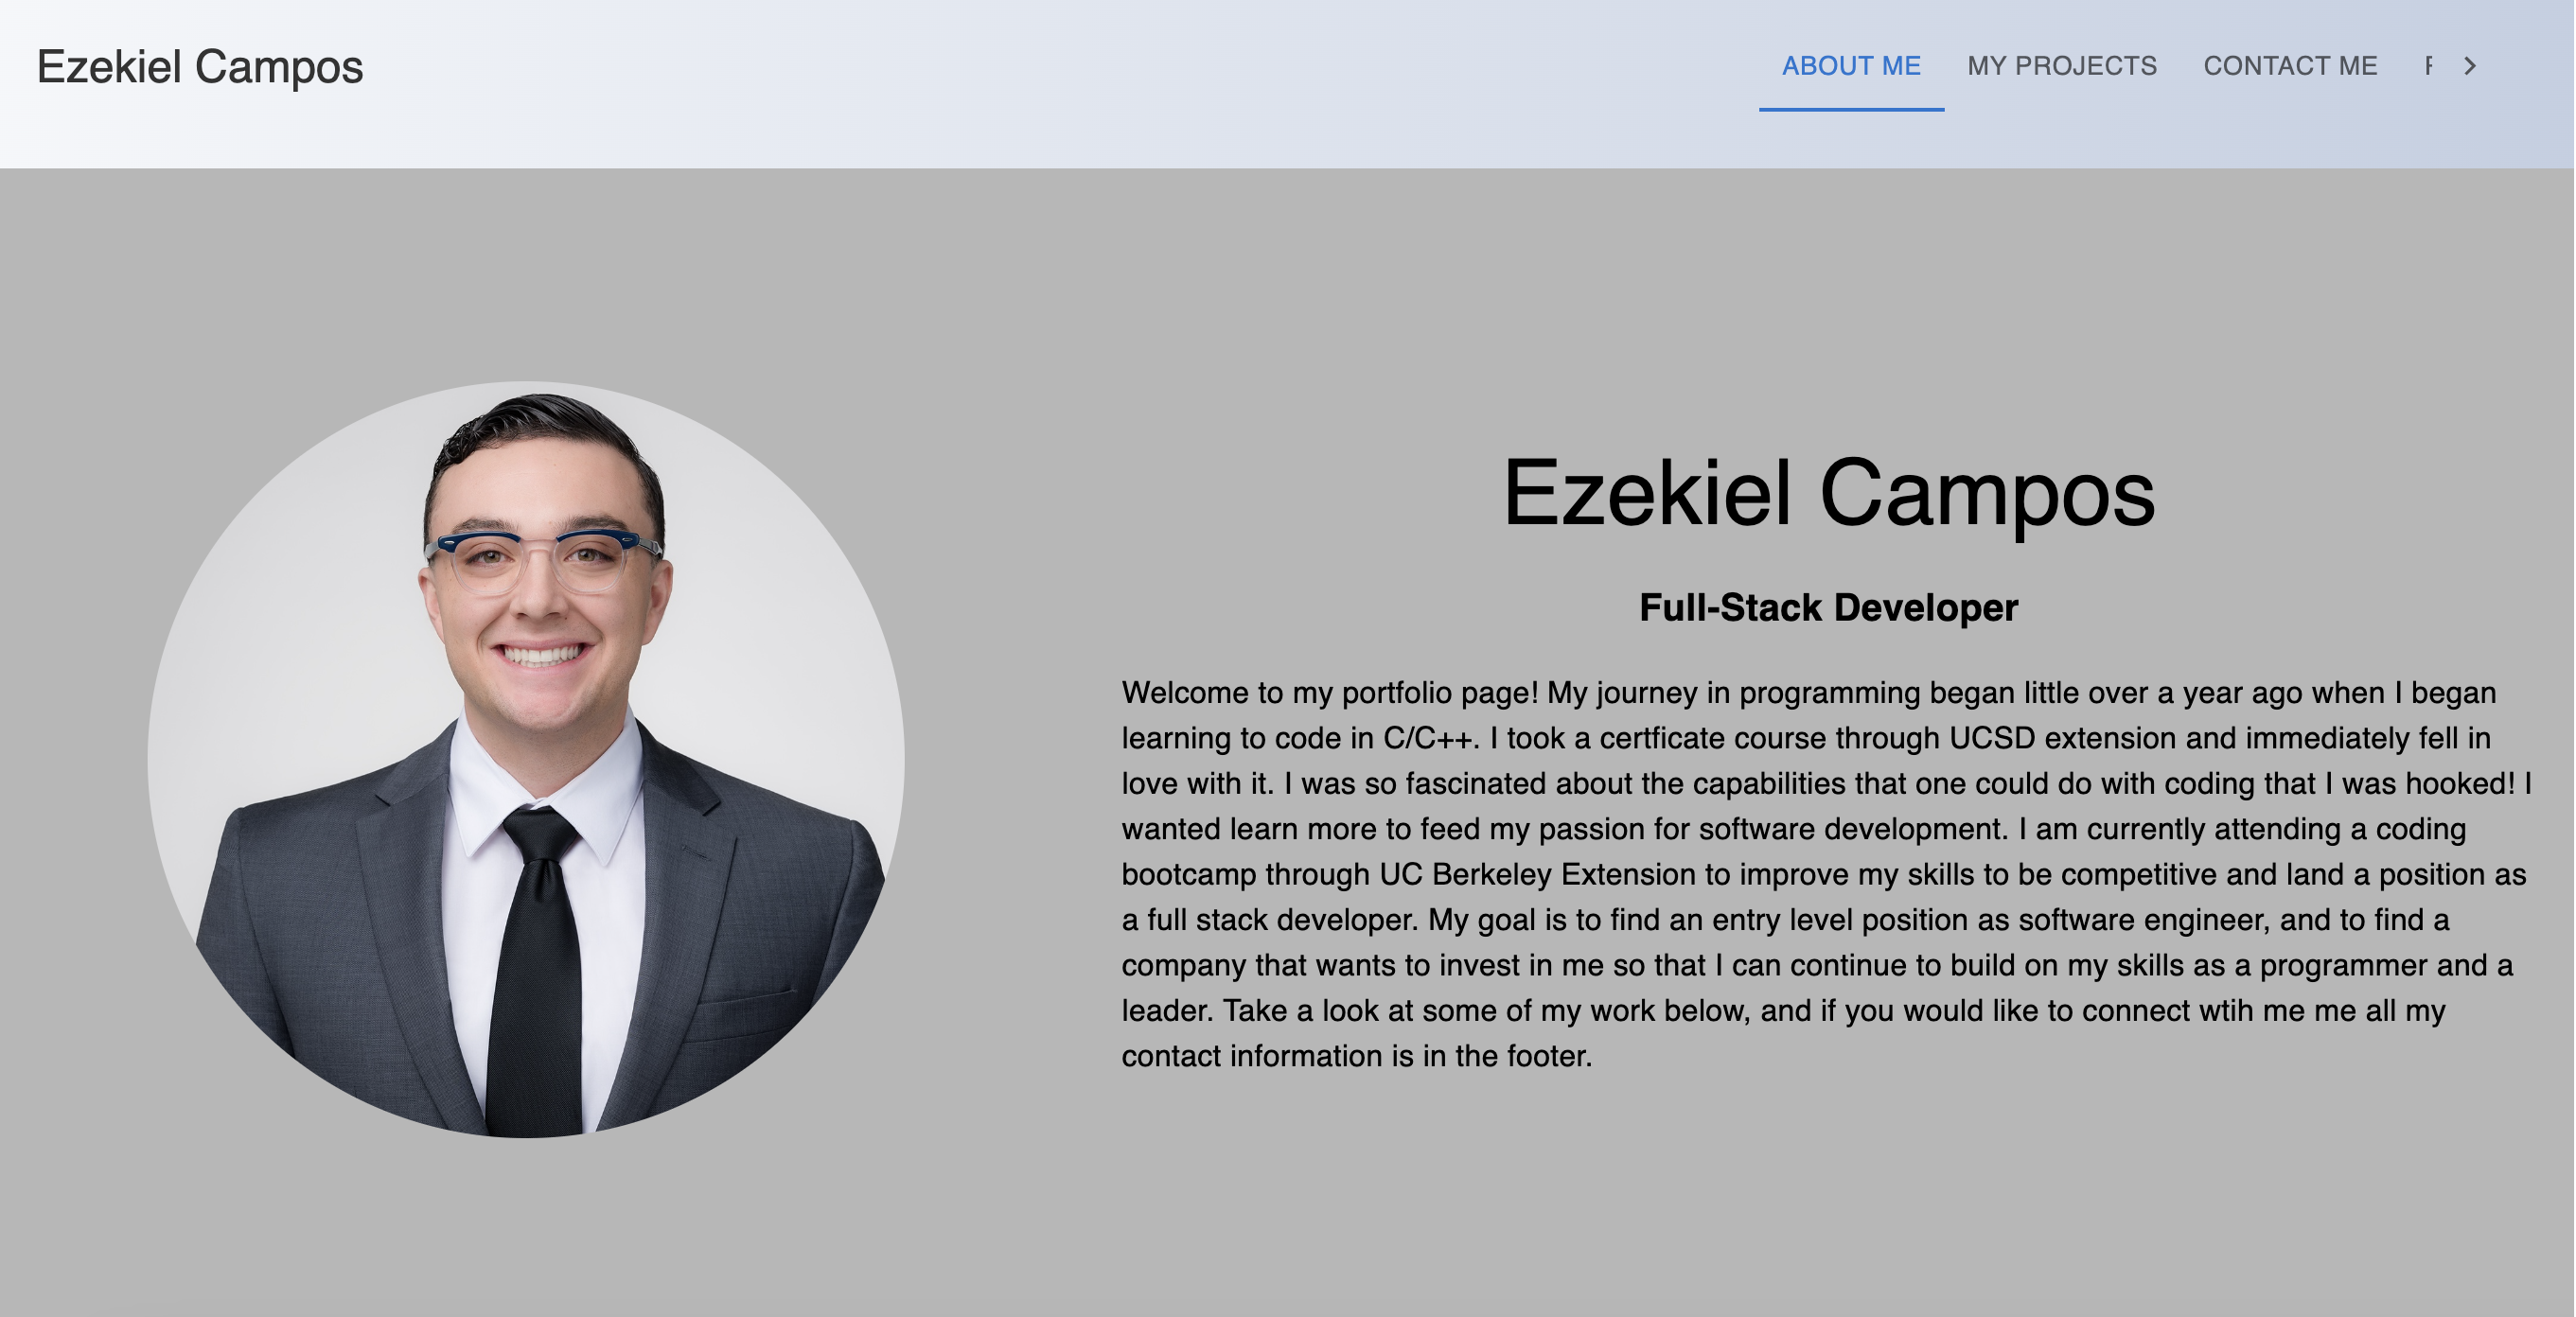 Ezekiel Campos
ABOUT ME MY PROJECTS CONTACT ME
Ezekiel Campos
Full-Stack Developer
Welcome to my portfolio page! My journey in programming began little over a year ago when I began
learning to code in C/C++. I took a certficate course through UCSD extension and immediately fell in
love with it. I was so fascinated about the capabilities that one could do with coding that I was hooked! I
wanted learn more to feed my passion for software development. I am currently attending a coding
bootcamp through UC Berkeley Extension to improve my skills to be competitive and land a position as
a full stack developer. My goal is to find an entry level position as software engineer, and to find a
company that wants to invest in me so that I can continue to build on my skills as a programmer and a
leader. Take a look at some of my work below, and if you would like to connect wtih me me all my
contact information is in the footer.